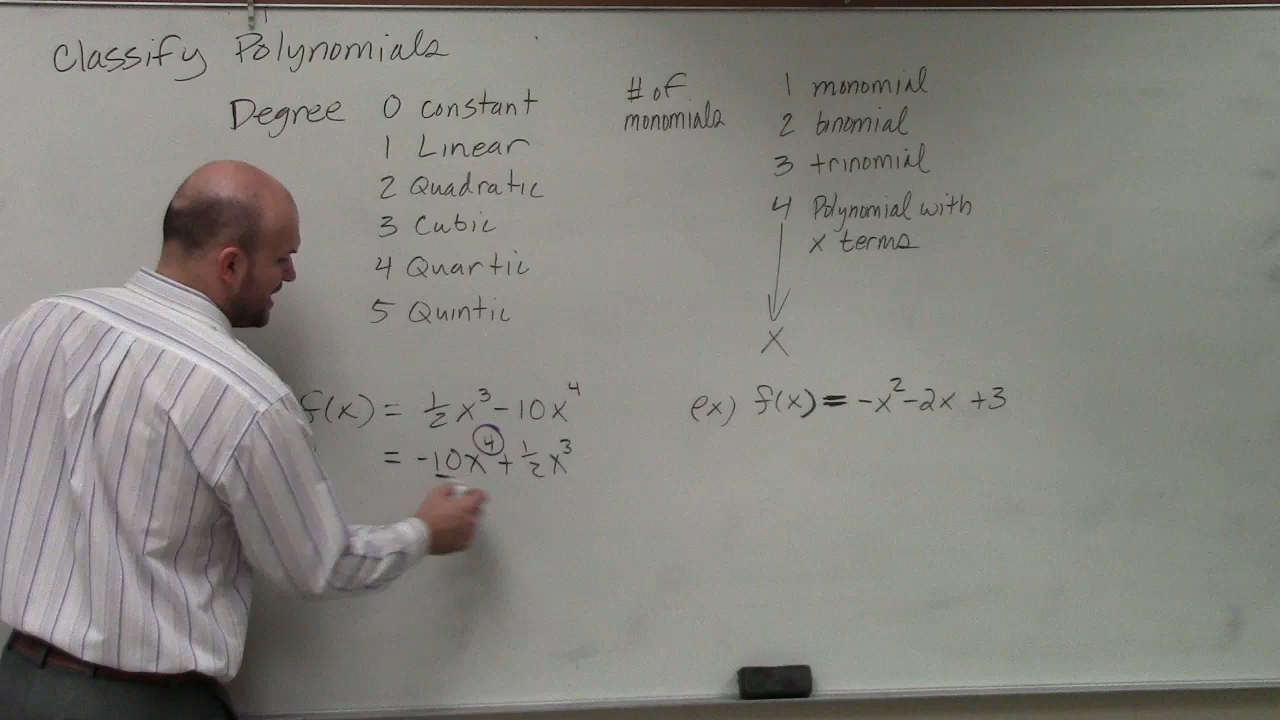 Classify Polynomials
Degree 0 constant
1 Linear
2 Quadratic
3 Cubic
4 Quartic
5 Quintic
# of
monomials
1 monomial
2 binomial
3 trinomial
4 Polynomial with
x terms
x
f(x) = ½x³ - 10x⁴
= -10x⁴ + ½x³
ex) f(x) = -x² - 2x + 3